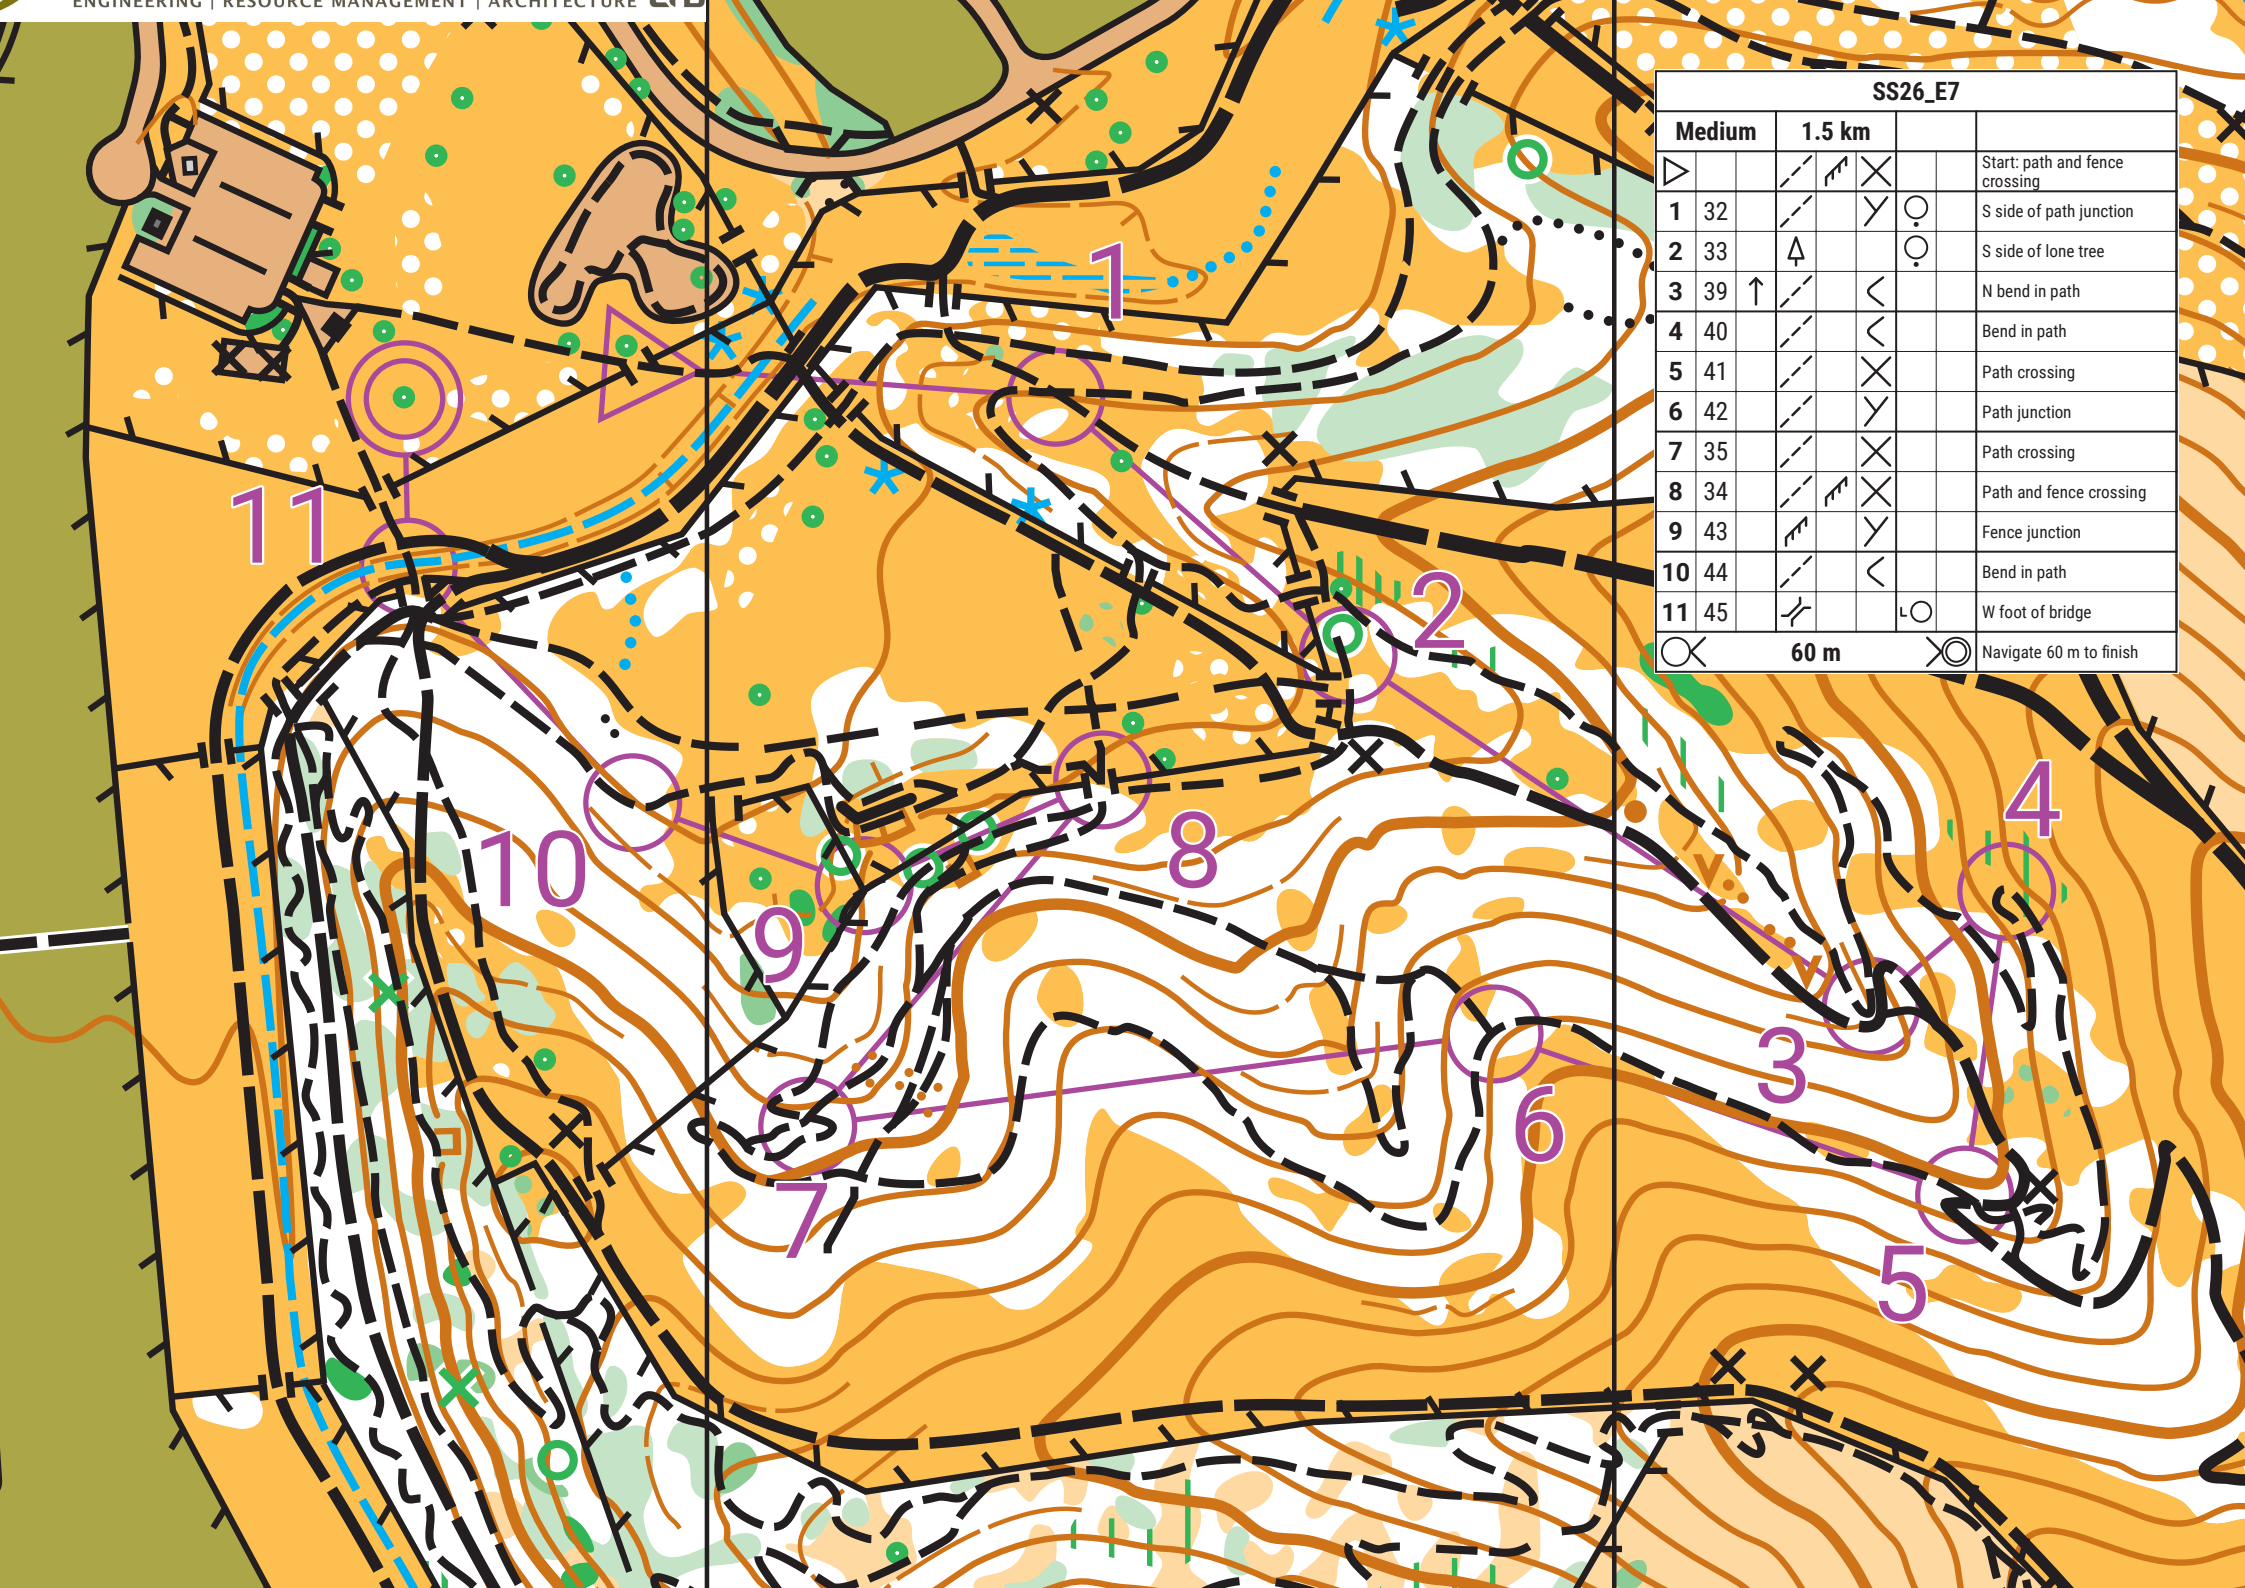 ENGINEERING | RESOURCE MANAGEMENT | ARCHITECTURE
SS26_E7
Medium 1.5 km
Start: path and fence crossing
1 32 S side of path junction
2 33 S side of lone tree
3 39 N bend in path
4 40 Bend in path
5 41 Path crossing
6 42 Path junction
7 35 Path crossing
8 34 Path and fence crossing
9 43 Fence junction
10 44 Bend in path
11 45 W foot of bridge
60 m Navigate 60 m to finish
1
11
2
4
10
8
9
3
6
7
5